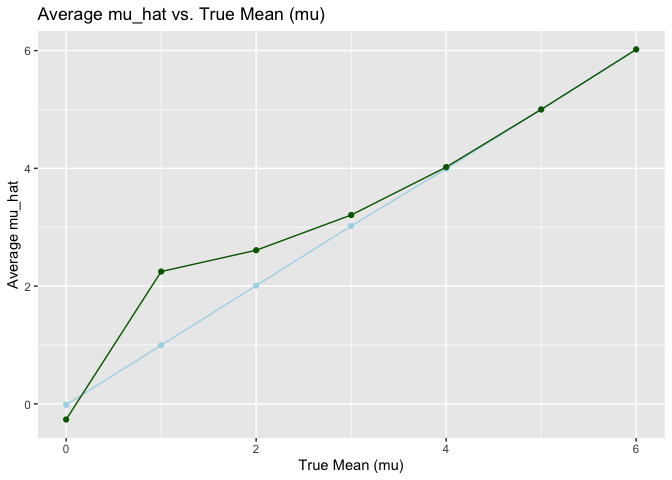 Average mu_hat vs. True Mean (mu)
Average mu_hat
6
4
2
0
0 2 4 6
True Mean (mu)